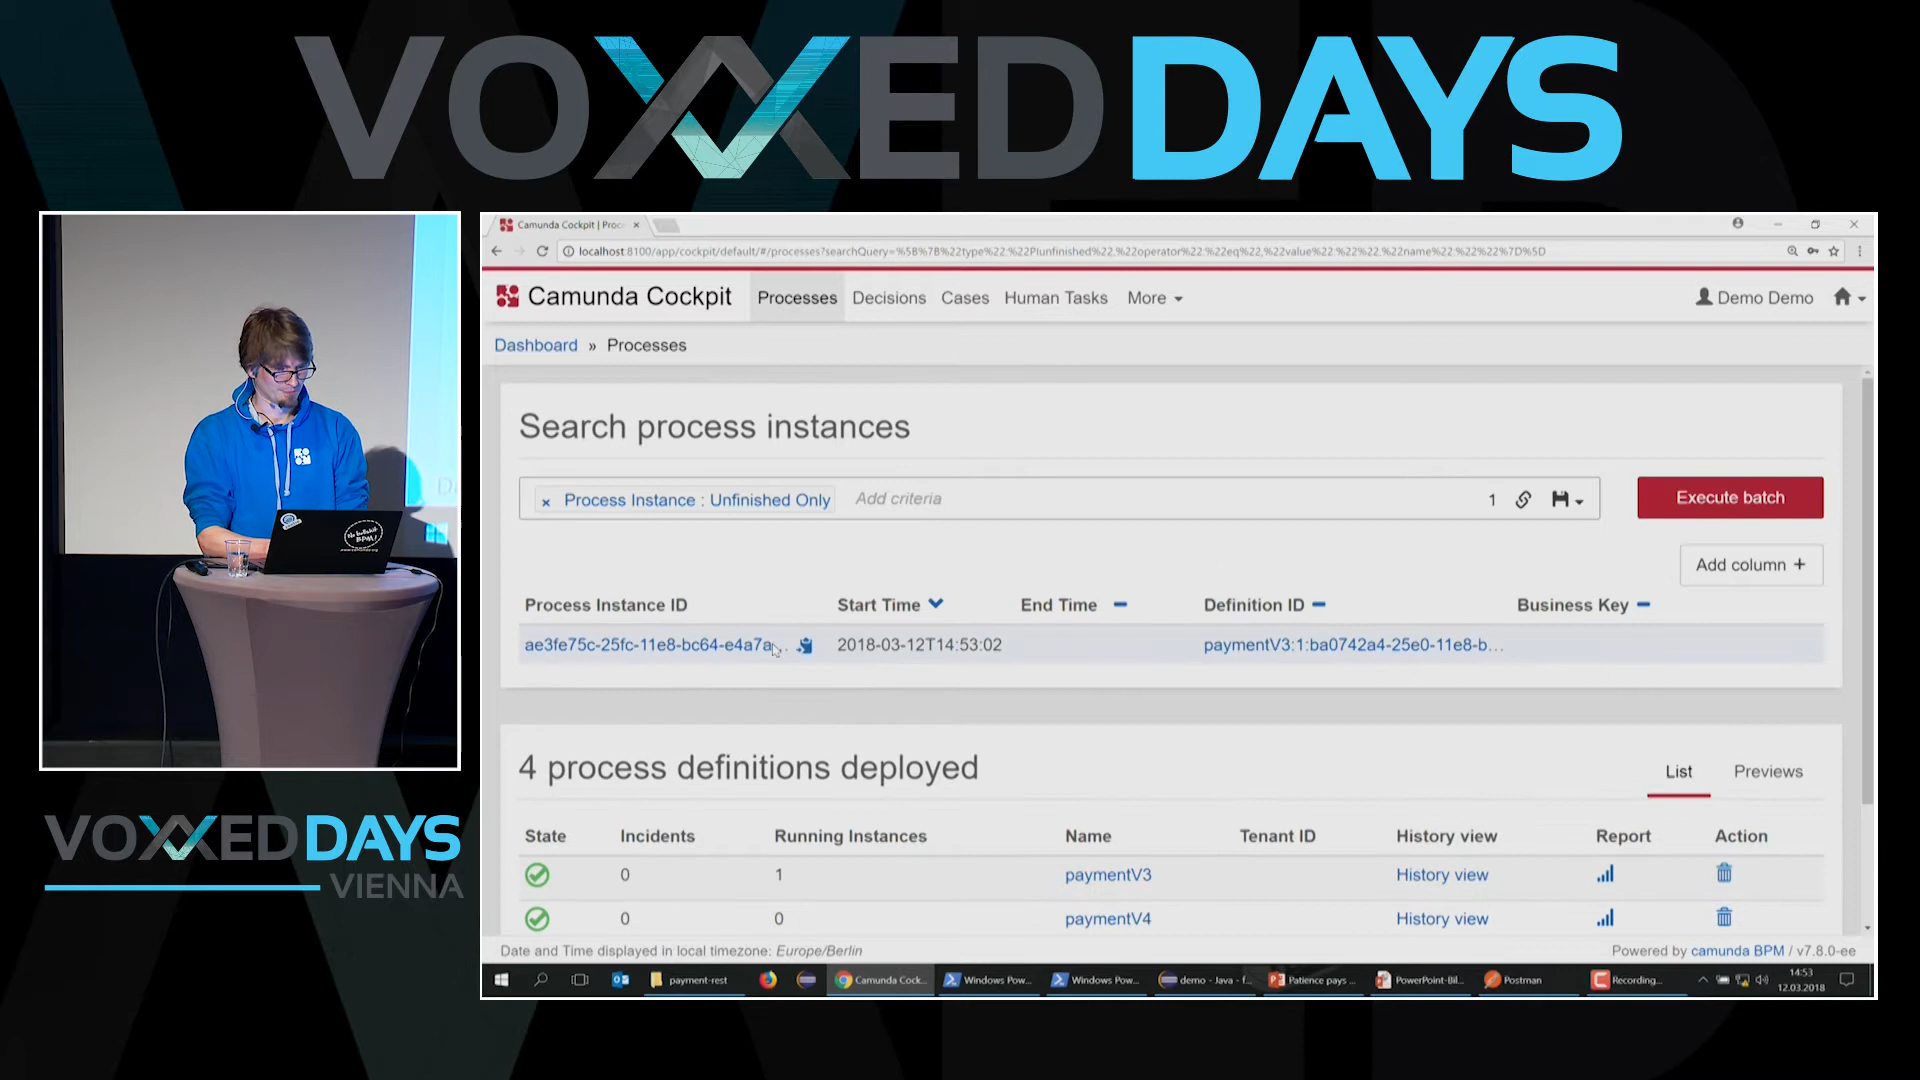 VOXXED DAYS
Camunda Cockpit | Proc
localhost:8100/app/cockpit/default/#/processes?searchQuery=%5B%7B%22type%22:%22PIunfinished%22,%22operator%22:%22eq%22,%22value%22:%22%22,%22name%22:%22%22%7D%5D
Camunda Cockpit Processes Decisions Cases Human Tasks More Demo Demo
Dashboard » Processes
Search process instances
× Process Instance : Unfinished Only Add criteria 1 Execute batch
Add column +
Process Instance ID Start Time End Time Definition ID Business Key
ae3fe75c-25fc-11e8-bc64-e4a7a... 2018-03-12T14:53:02 paymentV3:1:ba0742a4-25e0-11e8-b...
4 process definitions deployed List Previews
State Incidents Running Instances Name Tenant ID History view Report Action
0 1 paymentV3 History view
0 0 paymentV4 History view
Date and Time displayed in local timezone: Europe/Berlin Powered by camunda BPM / v7.8.0-ee
payment-rest Camunda Cock... Windows Pow... Windows Pow... demo - Java - f... Patience pays ... PowerPoint-Bil... Postman Recording... 14:53
12.03.2018
No bullshit
BPM!
VOXXED DAYS
VIENNA